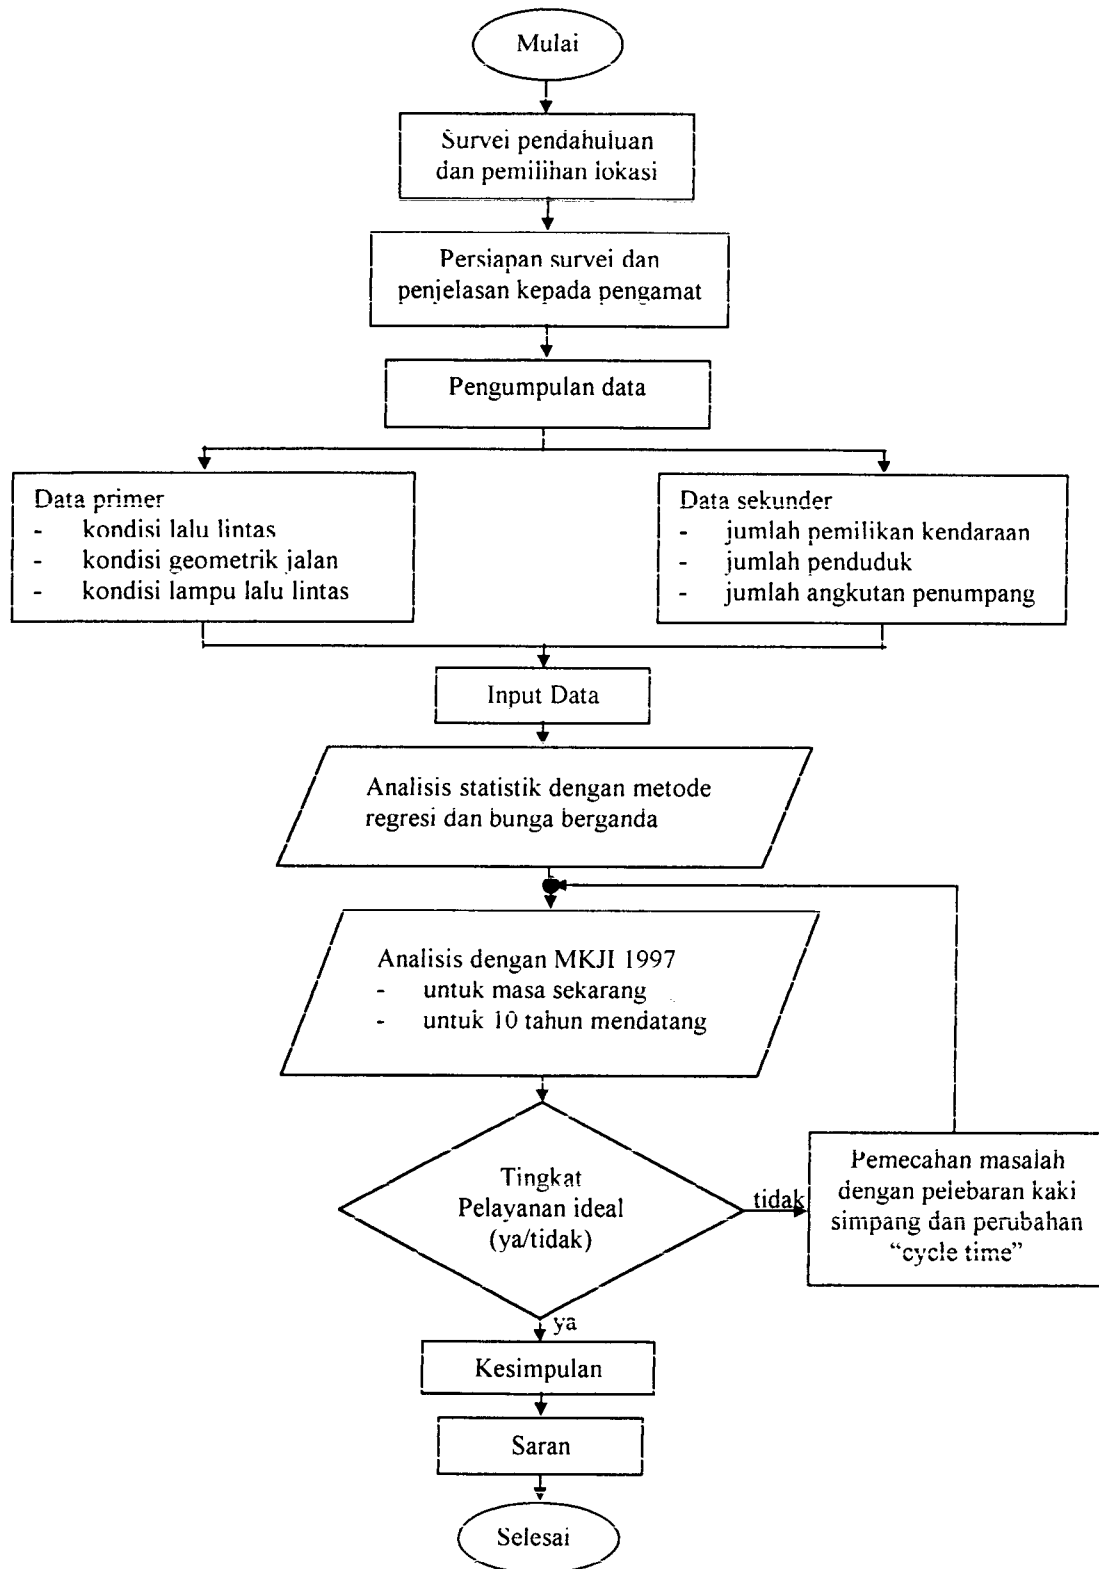 Mulai
Survei pendahuluan
dan pemilihan lokasi
Persiapan survei dan
penjelasan kepada pengamat
Pengumpulan data
Data primer
- kondisi lalu lintas
- kondisi geometrik jalan
- kondisi lampu lalu lintas
Data sekunder
- jumlah pemilikan kendaraan
- jumlah penduduk
- jumlah angkutan penumpang
Input Data
Analisis statistik dengan metode
regresi dan bunga berganda
Analisis dengan MKJI 1997
- untuk masa sekarang
- untuk 10 tahun mendatang
Tingkat
Pelayanan ideal
(ya/tidak)
tidak
Pemecahan masalah
dengan pelebaran kaki
simpang dan perubahan
“cycle time”
ya
Kesimpulan
Saran
Selesai